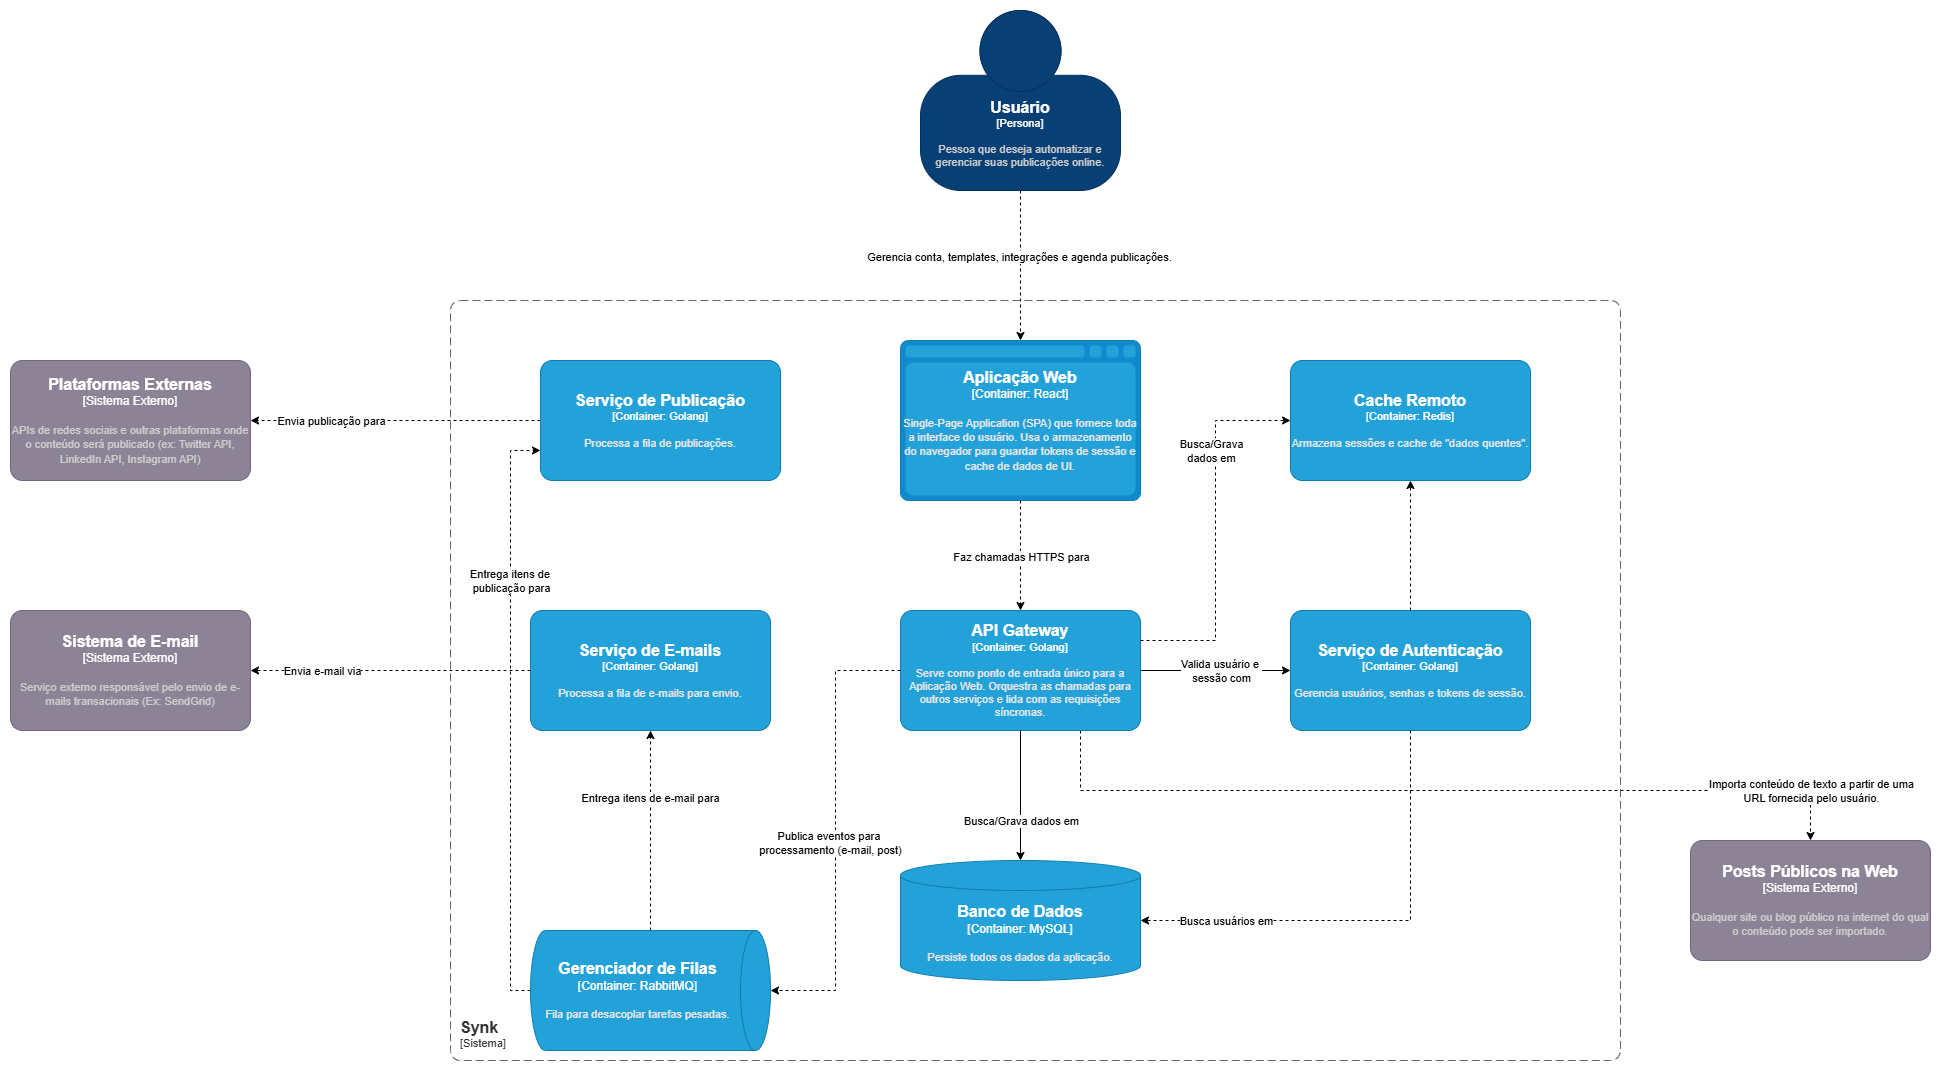 Usuário
[Persona]
Pessoa que deseja automatizar e
gerenciar suas publicações online.
Gerencia conta, templates, integrações e agenda publicações.
Plataformas Externas
[Sistema Externo]
APIs de redes sociais e outras plataformas onde
o conteúdo será publicado (ex: Twitter API,
LinkedIn API, Instagram API)
Envia publicação para
Serviço de Publicação
[Container: Golang]
Processa a fila de publicações.
Aplicação Web
[Container: React]
Single-Page Application (SPA) que fornece toda
a interface do usuário. Usa o armazenamento
do navegador para guardar tokens de sessão e
cache de dados de UI.
Busca/Grava
dados em
Cache Remoto
[Container: Redis]
Armazena sessões e cache de "dados quentes".
Faz chamadas HTTPS para
Entrega itens de
publicação para
Sistema de E-mail
[Sistema Externo]
Serviço externo responsável pelo envio de e-
mails transacionais (Ex: SendGrid)
Envia e-mail via
Serviço de E-mails
[Container: Golang]
Processa a fila de e-mails para envio.
API Gateway
[Container: Golang]
Serve como ponto de entrada único para a
Aplicação Web. Orquestra as chamadas para
outros serviços e lida com as requisições
síncronas.
Valida usuário e
sessão com
Serviço de Autenticação
[Container: Golang]
Gerencia usuários, senhas e tokens de sessão.
Entrega itens de e-mail para
Publica eventos para
processamento (e-mail, post)
Busca/Grava dados em
Importa conteúdo de texto a partir de uma
URL fornecida pelo usuário.
Banco de Dados
[Container: MySQL]
Persiste todos os dados da aplicação.
Busca usuários em
Posts Públicos na Web
[Sistema Externo]
Qualquer site ou blog público na internet do qual
o conteúdo pode ser importado.
Gerenciador de Filas
[Container: RabbitMQ]
Fila para desacoplar tarefas pesadas.
Synk
[Sistema]